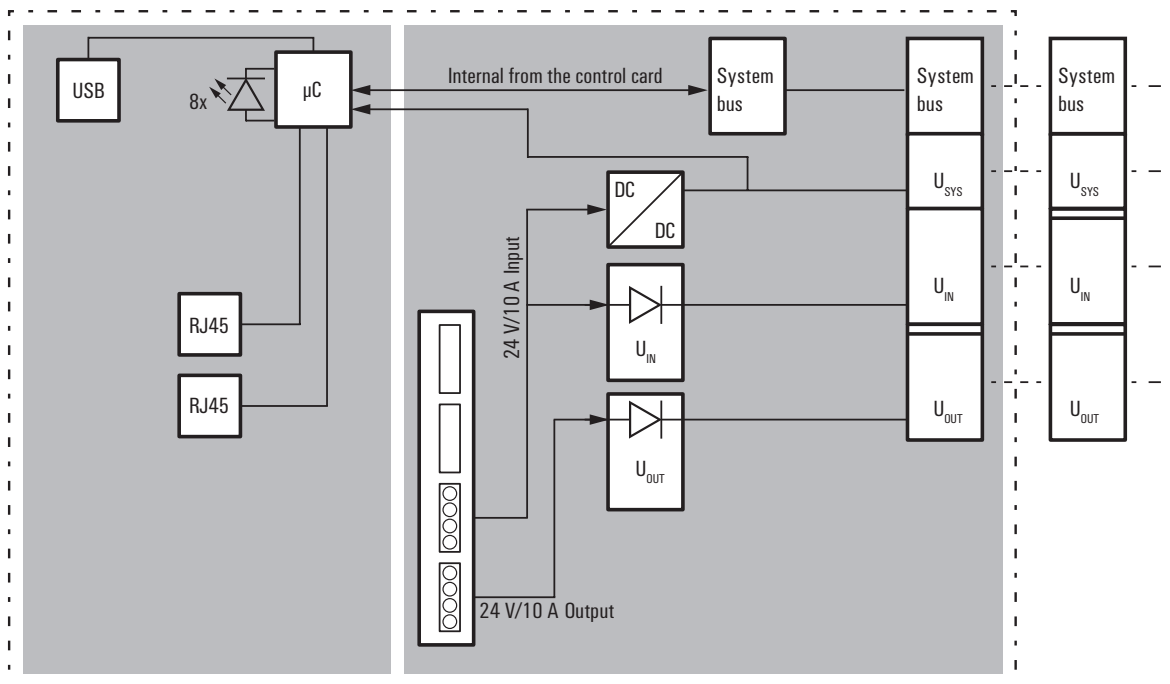 USB
8x
µC
Internal from the control card
System
bus
System
bus
System
bus
DC
DC
U_SYS
U_SYS
24 V/10 A Input
U_IN
U_IN
U_IN
RJ45
RJ45
U_OUT
U_OUT
U_OUT
24 V/10 A Output